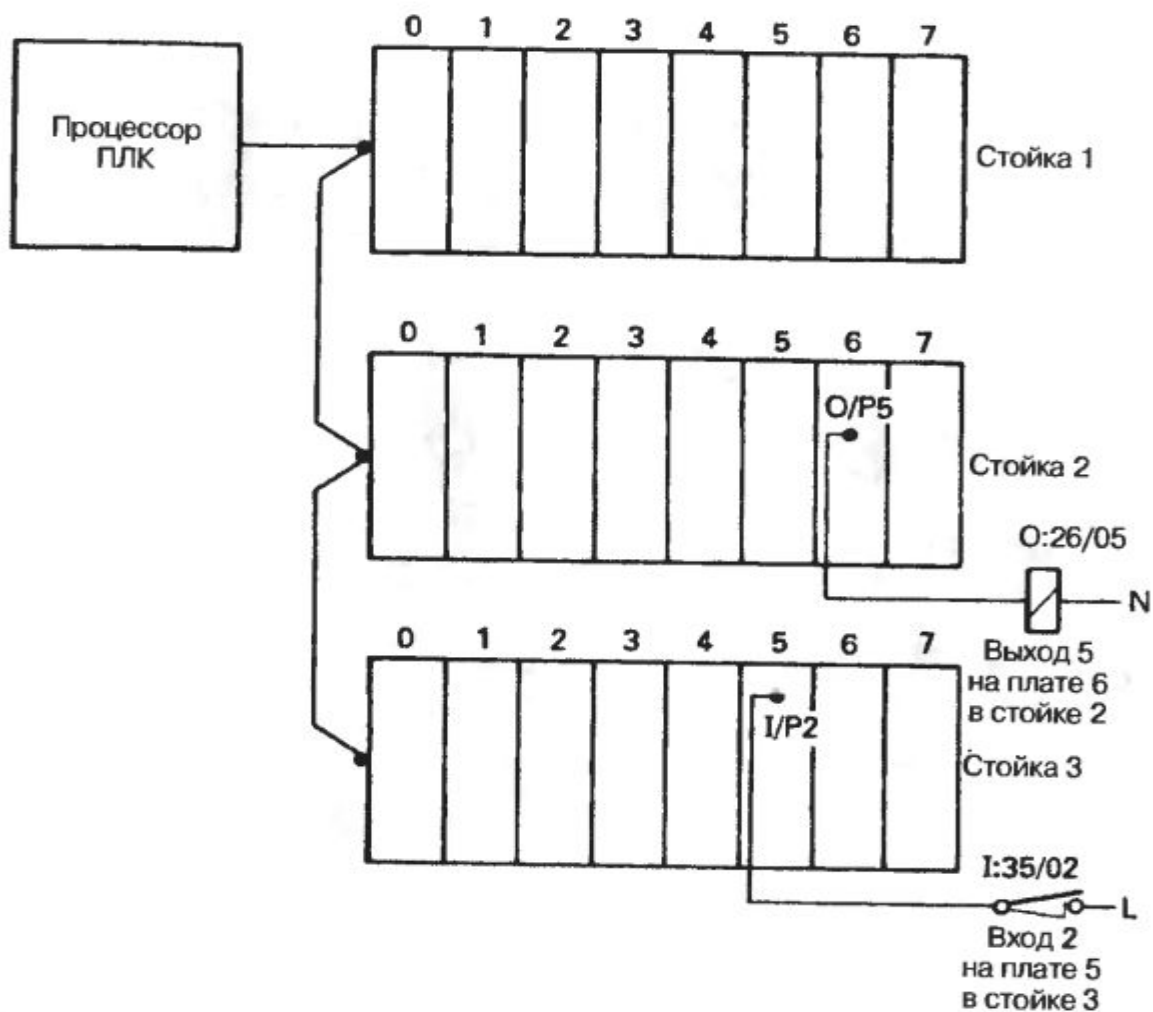 0 1 2 3 4 5 6 7
Процессор
ПЛК
Стойка 1
0 1 2 3 4 5 6 7
O/P5
Стойка 2
O:26/05
N
Выход 5
на плате 6
в стойке 2
0 1 2 3 4 5 6 7
I/P2
Стойка 3
I:35/02
L
Вход 2
на плате 5
в стойке 3